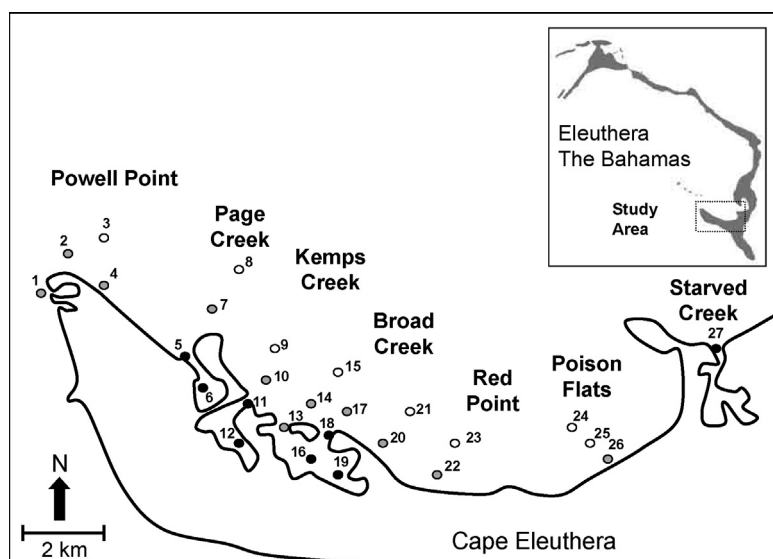 Eleuthera
The Bahamas
Study
Area
Powell Point
Page
Creek
Kemps
Creek
Broad
Creek
Red
Point
Poison
Flats
Starved
Creek
1
2
3
4
5
6
7
8
9
10
11
12
13
14
15
16
17
18
19
20
21
22
23
24
25
26
27
N
2 km
Cape Eleuthera